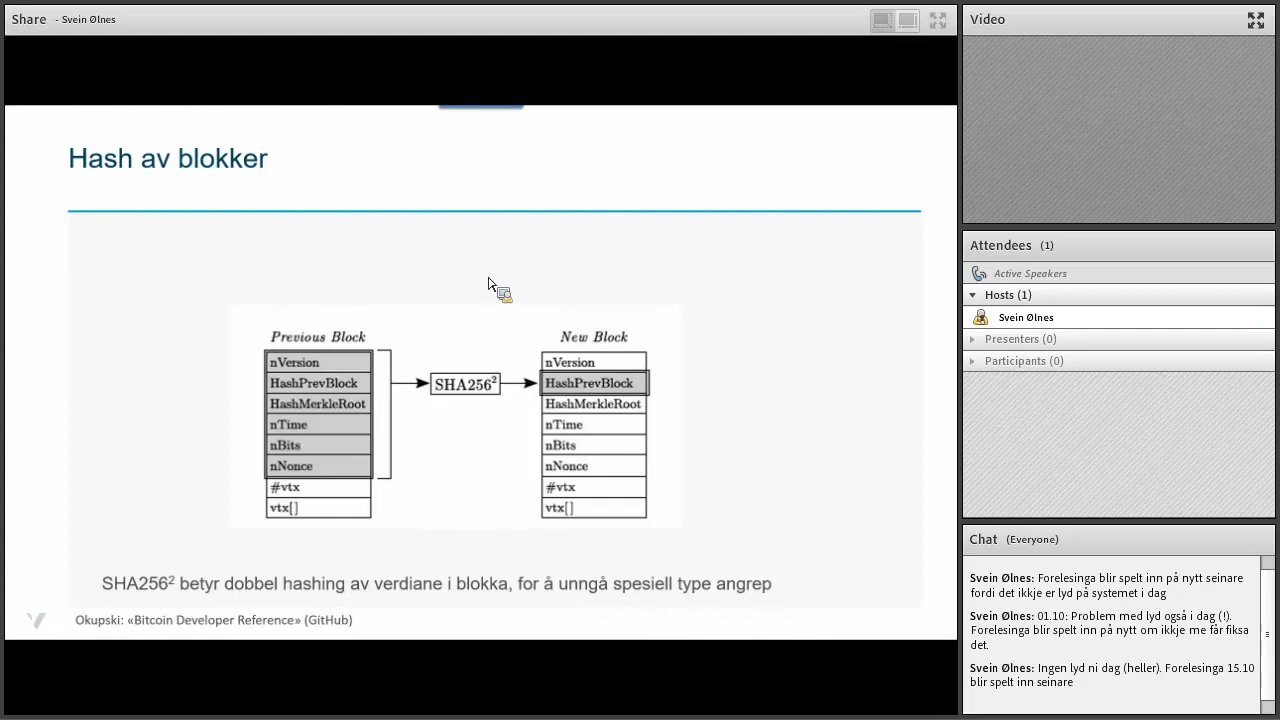 Share - Svein Ølnes
Hash av blokker
Previous Block
nVersion
HashPrevBlock
HashMerkleRoot
nTime
nBits
nNonce
#vtx
vtx[]
SHA256²
New Block
nVersion
HashPrevBlock
HashMerkleRoot
nTime
nBits
nNonce
#vtx
vtx[]
SHA256² betyr dobbel hashing av verdiane i blokka, for å unngå spesiell type angrep
Okupski: «Bitcoin Developer Reference» (GitHub)
Video
Attendees (1)
Active Speakers
Hosts (1)
Svein Ølnes
Presenters (0)
Participants (0)
Chat (Everyone)
Svein Ølnes: Forelesinga blir spelt inn på nytt seinare
fordi det ikkje er lyd på systemet i dag
Svein Ølnes: 01.10: Problem med lyd også i dag (!).
Forelesinga blir spelt inn på nytt om ikkje me får fiksa
det.
Svein Ølnes: Ingen lyd ni dag (heller). Forelesinga 15.10
blir spelt inn seinare